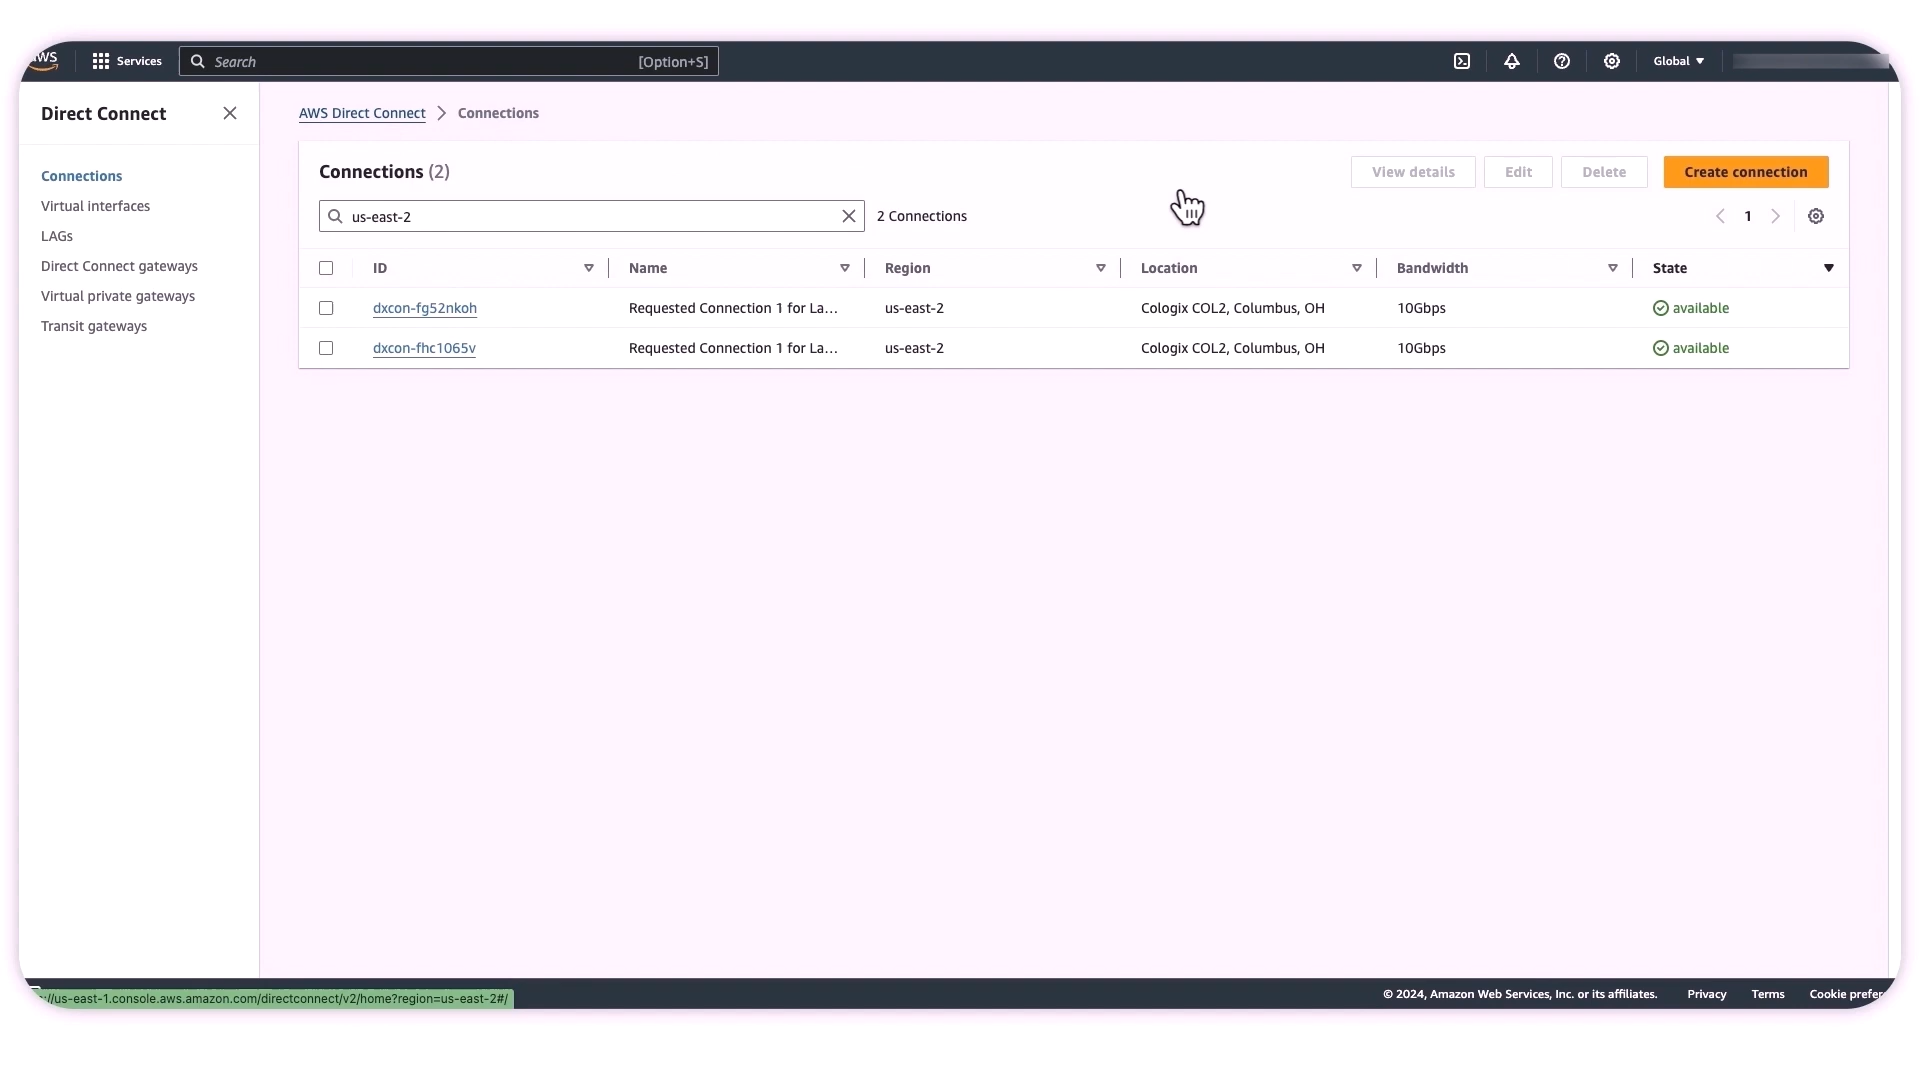 aws Services Search [Option+S] Global
Direct Connect
Connections
Virtual interfaces
LAGs
Direct Connect gateways
Virtual private gateways
Transit gateways
AWS Direct Connect > Connections
Connections (2) View details Edit Delete Create connection
us-east-2 2 Connections 1
ID Name Region Location Bandwidth State
dxcon-fg52nkoh Requested Connection 1 for La... us-east-2 Cologix COL2, Columbus, OH 10Gbps available
dxcon-fhc1065v Requested Connection 1 for La... us-east-2 Cologix COL2, Columbus, OH 10Gbps available
://us-east-1.console.aws.amazon.com/directconnect/v2/home?region=us-east-2#/ © 2024, Amazon Web Services, Inc. or its affiliates. Privacy Terms Cookie prefer